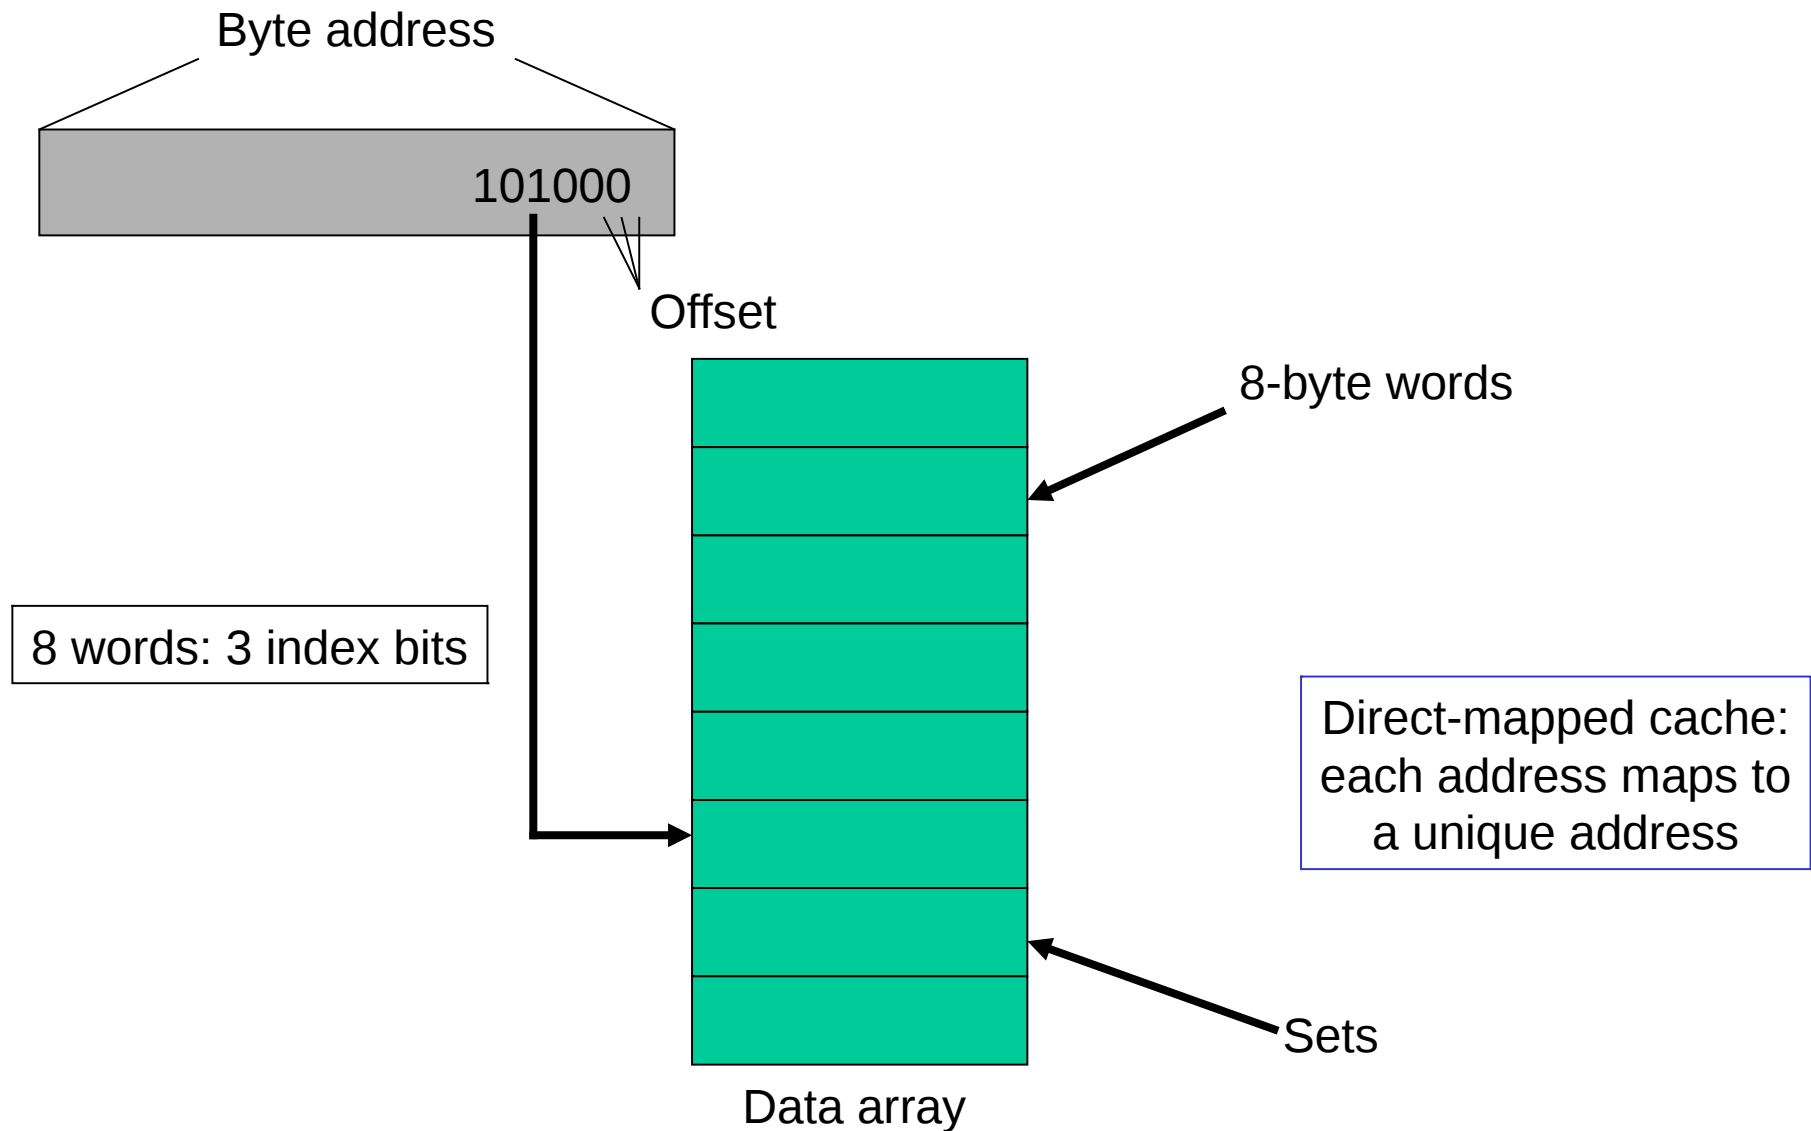 Byte address
101000
Offset
8-byte words
8 words: 3 index bits
Direct-mapped cache:
each address maps to
a unique address
Sets
Data array